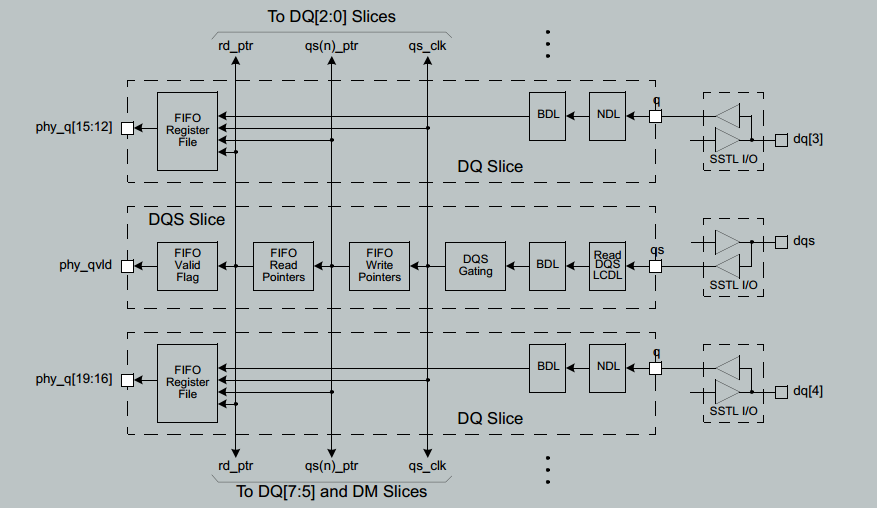 To DQ[2:0] Slices
rd_ptr
qs(n)_ptr
qs_clk
FIFO
Register
File
BDL
NDL
q
phy_q[15:12]
dq[3]
SSTL I/O
DQ Slice
DQS Slice
phy_qvld
FIFO
Valid
Flag
FIFO
Read
Pointers
FIFO
Write
Pointers
DQS
Gating
BDL
Read
DQS
LCDL
qs
dqs
SSTL I/O
FIFO
Register
File
BDL
NDL
q
phy_q[19:16]
dq[4]
SSTL I/O
DQ Slice
rd_ptr
qs(n)_ptr
qs_clk
To DQ[7:5] and DM Slices